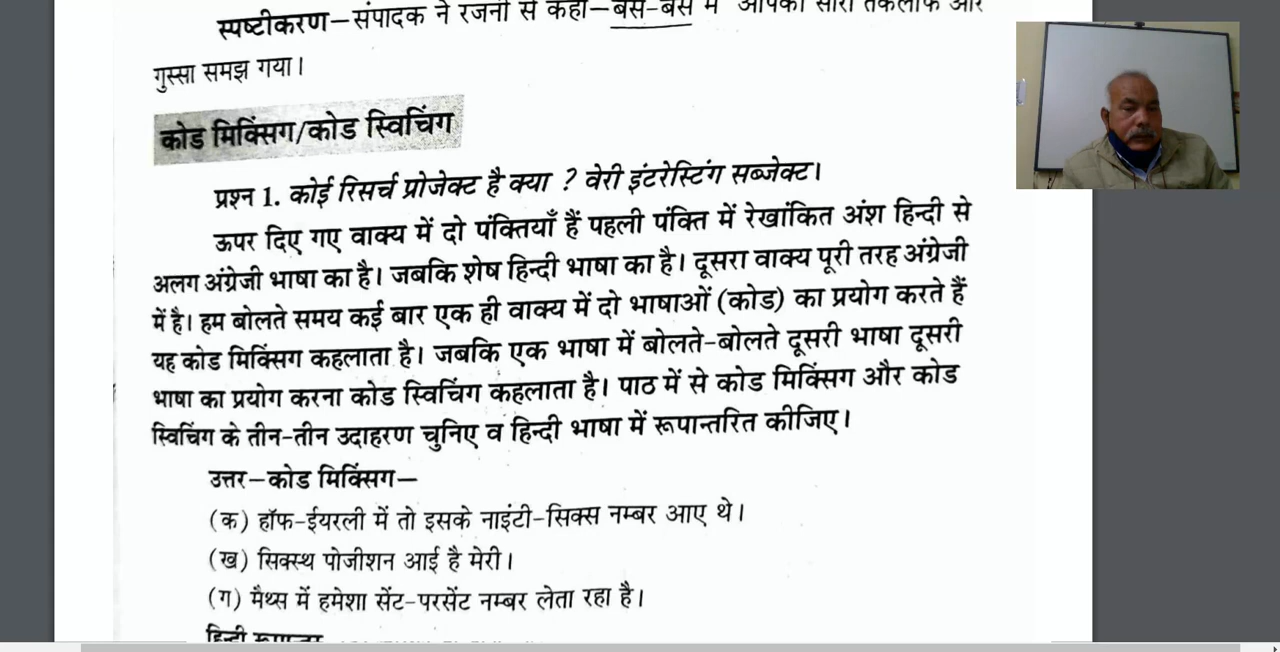 स्पष्टीकरण—संपादक ने रजनी से कहा—बस-बस मैं आपकी सारी तकलीफ और
गुस्सा समझ गया।
कोड मिक्सिंग/कोड स्विचिंग
प्रश्न 1. कोई रिसर्च प्रोजेक्ट है क्या ? वेरी इंटरेस्टिंग सब्जेक्ट।
ऊपर दिए गए वाक्य में दो पंक्तियाँ हैं पहली पंक्ति में रेखांकित अंश हिन्दी से
अलग अंग्रेजी भाषा का है। जबकि शेष हिन्दी भाषा का है। दूसरा वाक्य पूरी तरह अंग्रेजी
में है। हम बोलते समय कई बार एक ही वाक्य में दो भाषाओं (कोड) का प्रयोग करते हैं
यह कोड मिक्सिंग कहलाता है। जबकि एक भाषा में बोलते-बोलते दूसरी भाषा दूसरी
भाषा का प्रयोग करना कोड स्विचिंग कहलाता है। पाठ में से कोड मिक्सिंग और कोड
स्विचिंग के तीन-तीन उदाहरण चुनिए व हिन्दी भाषा में रूपान्तरित कीजिए।
उत्तर—कोड मिक्सिंग—
(क) हॉफ-ईयरली में तो इसके नाइंटी-सिक्स नम्बर आए थे।
(ख) सिक्स्थ पोजीशन आई है मेरी।
(ग) मैथ्स में हमेशा सेंट-परसेंट नम्बर लेता रहा है।